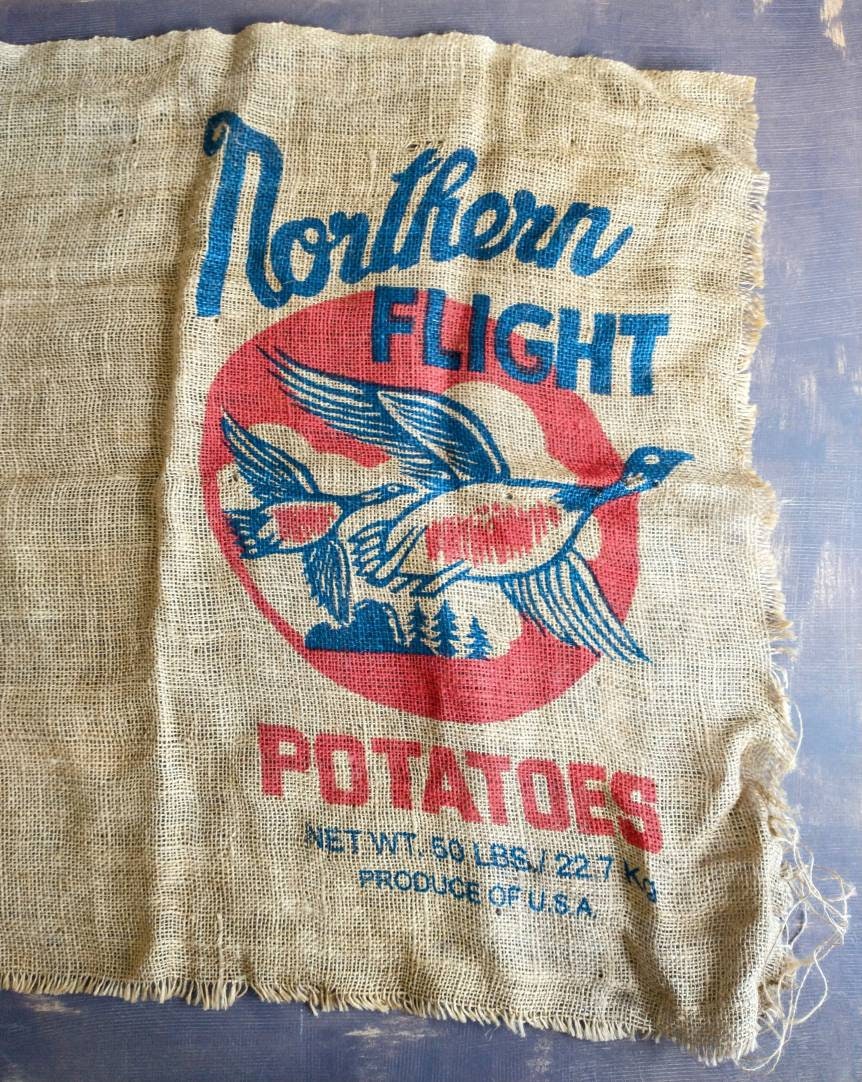 Northern
FLIGHT
POTATOES
NET WT. 50 LBS./ 22.7 Kg
PRODUCE OF U.S.A.